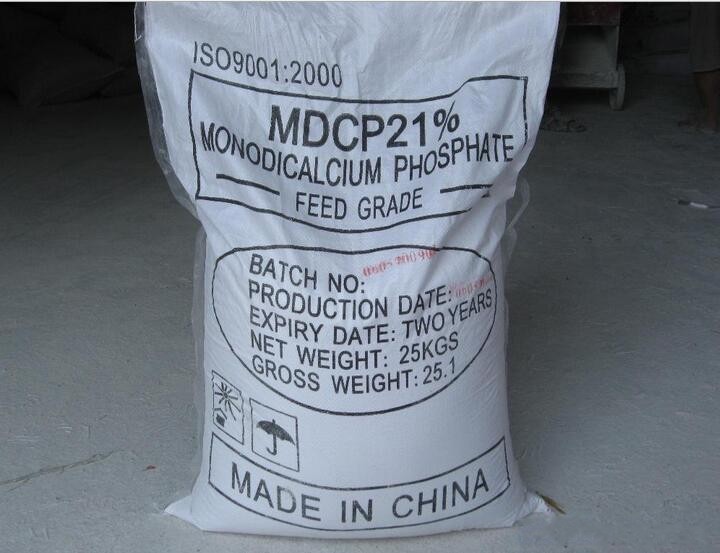 ISO9001:2000
MDCP21%
MONODICALCIUM PHOSPHATE
FEED GRADE
BATCH NO:
PRODUCTION DATE:
EXPIRY DATE: TWO YEARS
NET WEIGHT: 25KGS
GROSS WEIGHT: 25.1
MADE IN CHINA